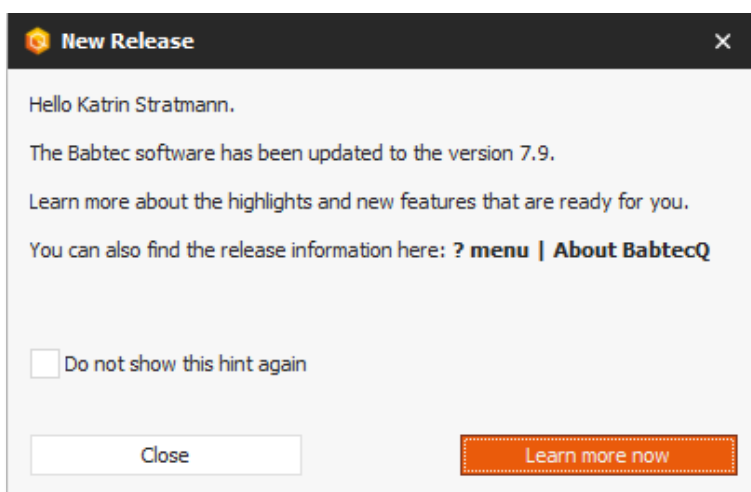 New Release
Hello Katrin Stratmann.
The Babtec software has been updated to the version 7.9.
Learn more about the highlights and new features that are ready for you.
You can also find the release information here: ? menu | About BabtecQ
Do not show this hint again
Close
Learn more now